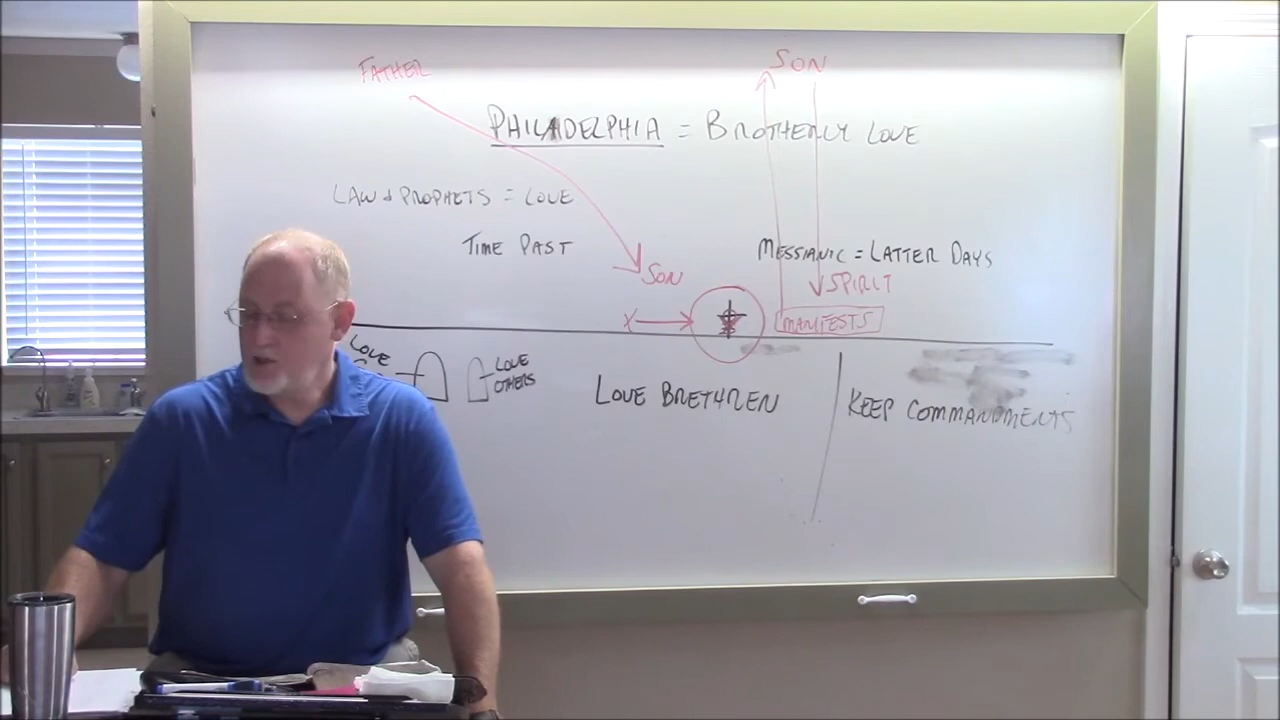 FATHER
SON
PHILADELPHIA = BROTHERLY LOVE
LAW & PROPHETS = LOVE
TIME PAST
MESSIANIC = LATTER DAYS
SON
SPIRIT
X
MANIFESTS
LOVE
LOVE
OTHERS
LOVE BRETHREN
KEEP COMMANDMENTS